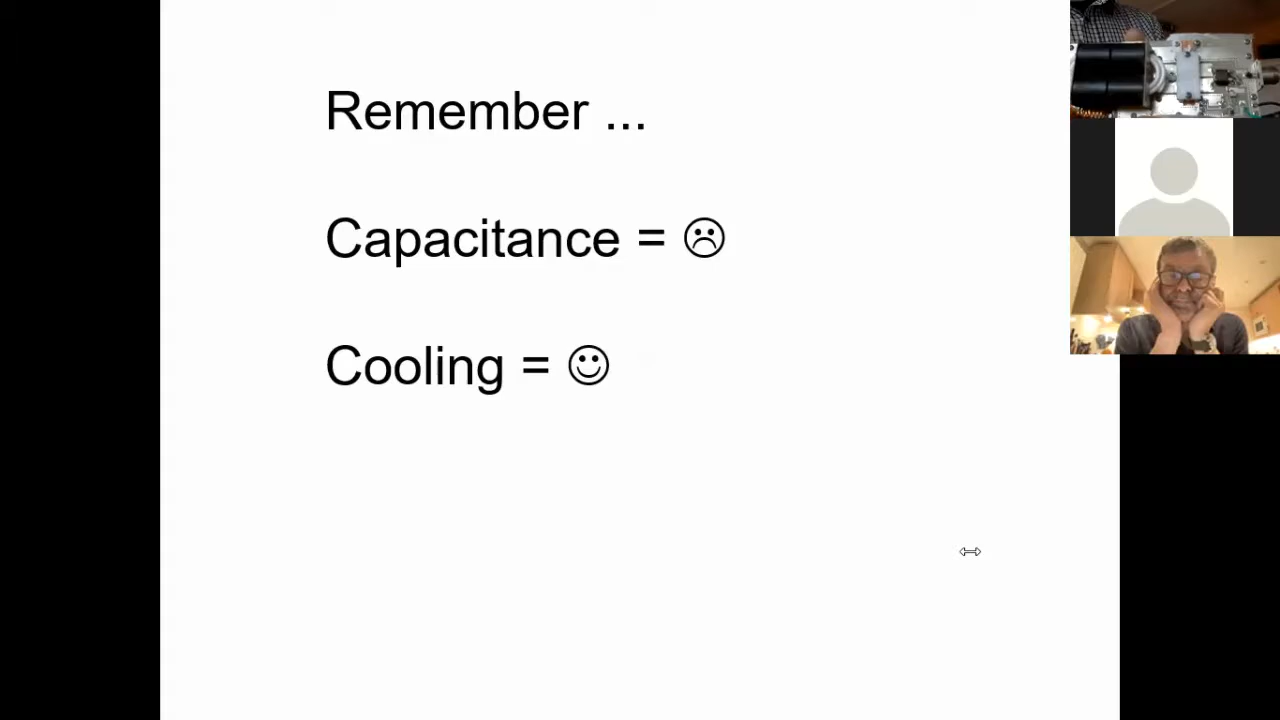 Remember ...
Capacitance = ☹
Cooling = ☺